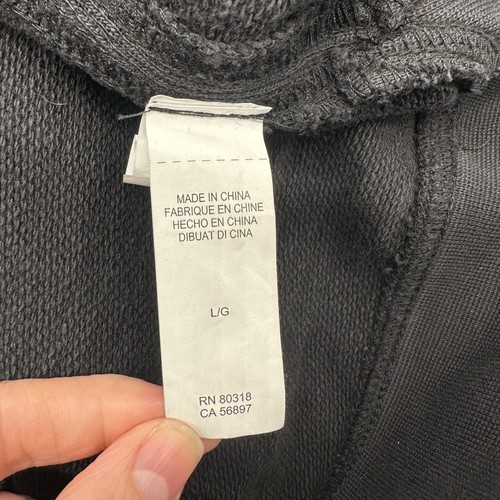 MADE IN CHINA
FABRIQUE EN CHINE
HECHO EN CHINA
DIBUAT DI CINA
L/G
RN 80318
CA 56897